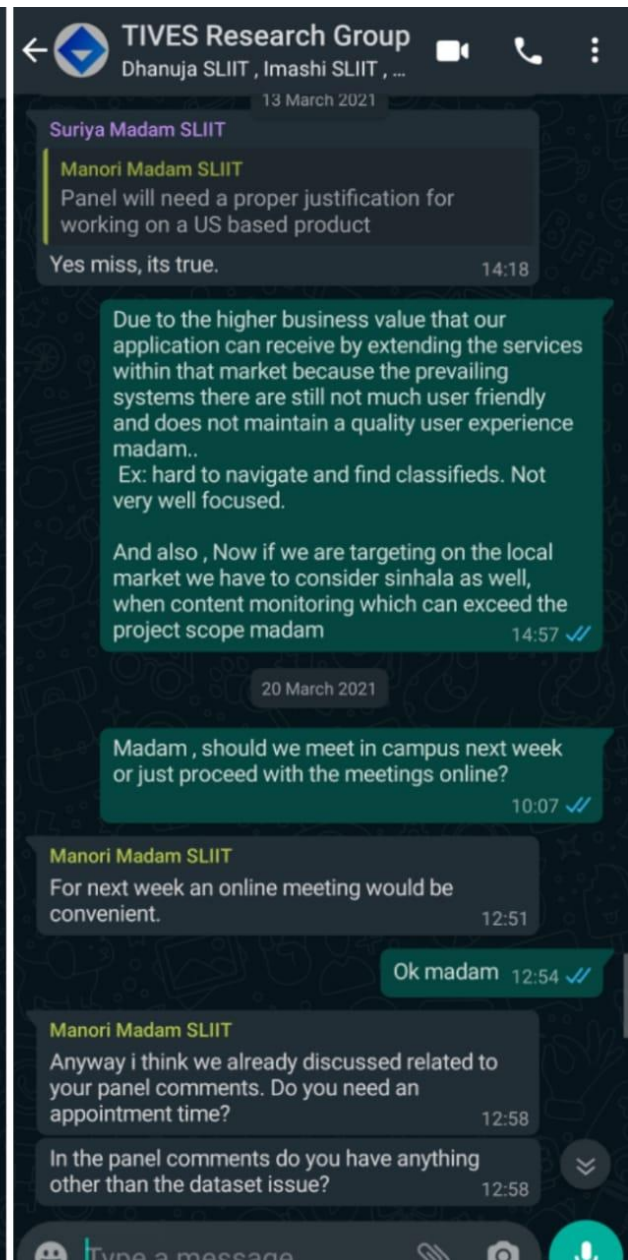 TIVES Research Group
Dhanuja SLIIT , Imashi SLIIT , ...
13 March 2021
Suriya Madam SLIIT
Manori Madam SLIIT
Panel will need a proper justification for
working on a US based product
Yes miss, its true.
14:18
Due to the higher business value that our
application can receive by extending the services
within that market because the prevailing
systems there are still not much user friendly
and does not maintain a quality user experience
madam..
Ex: hard to navigate and find classifieds. Not
very well focused.
And also , Now if we are targeting on the local
market we have to consider sinhala as well,
when content monitoring which can exceed the
project scope madam
14:57
20 March 2021
Madam , should we meet in campus next week
or just proceed with the meetings online?
10:07
Manori Madam SLIIT
For next week an online meeting would be
convenient.
12:51
Ok madam 12:54
Manori Madam SLIIT
Anyway i think we already discussed related to
your panel comments. Do you need an
appointment time?
12:58
In the panel comments do you have anything
other than the dataset issue?
12:58
Type a message